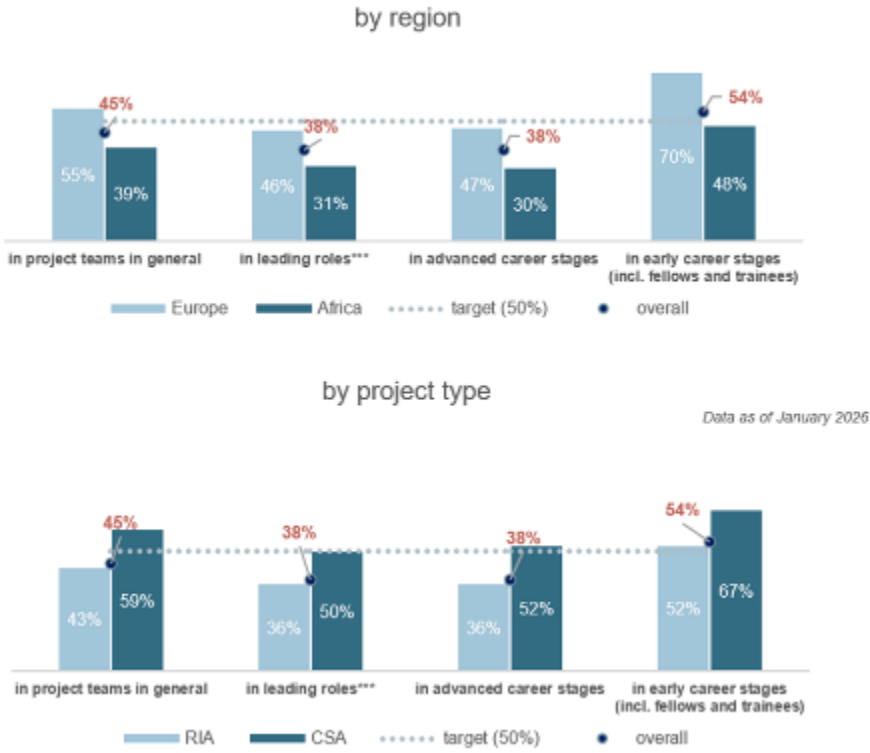 by region
45%
38%
38%
54%
55%
39%
46%
31%
47%
30%
70%
48%
in project teams in general
in leading roles***
in advanced career stages
in early career stages
(incl. fellows and trainees)
Europe
Africa
target (50%)
overall
by project type
Data as of January 2026
45%
38%
38%
54%
43%
59%
36%
50%
36%
52%
52%
67%
in project teams in general
in leading roles***
in advanced career stages
in early career stages
(incl. fellows and trainees)
RIA
CSA
target (50%)
overall